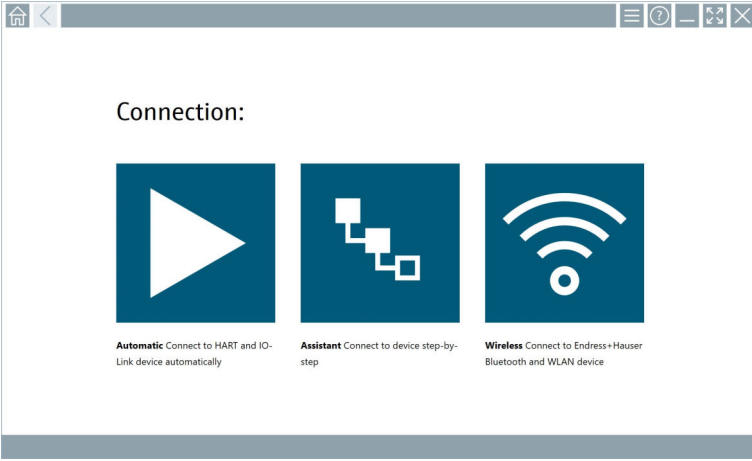 ?
Connection:
Automatic Connect to HART and IO-
Link device automatically
Assistant Connect to device step-by-
step
Wireless Connect to Endress+Hauser
Bluetooth and WLAN device